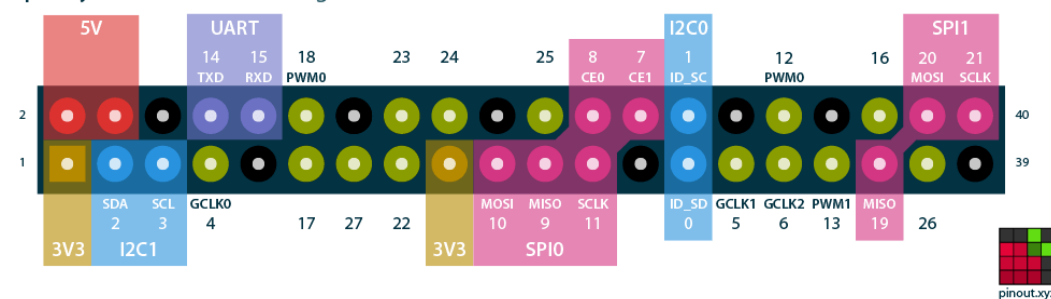 5V UART I2C0 SPI1
14 15 18 23 24 25 8 7 1 12 16 20 21
TXD RXD PWM0 CE0 CE1 ID_SC PWM0 MOSI SCLK
2 40
1 39
SDA SCL GCLK0 MOSI MISO SCLK ID_SD GCLK1 GCLK2 PWM1 MISO
2 3 4 17 27 22 10 9 11 0 5 6 13 19 26
3V3 I2C1 3V3 SPI0
pinout.xyz